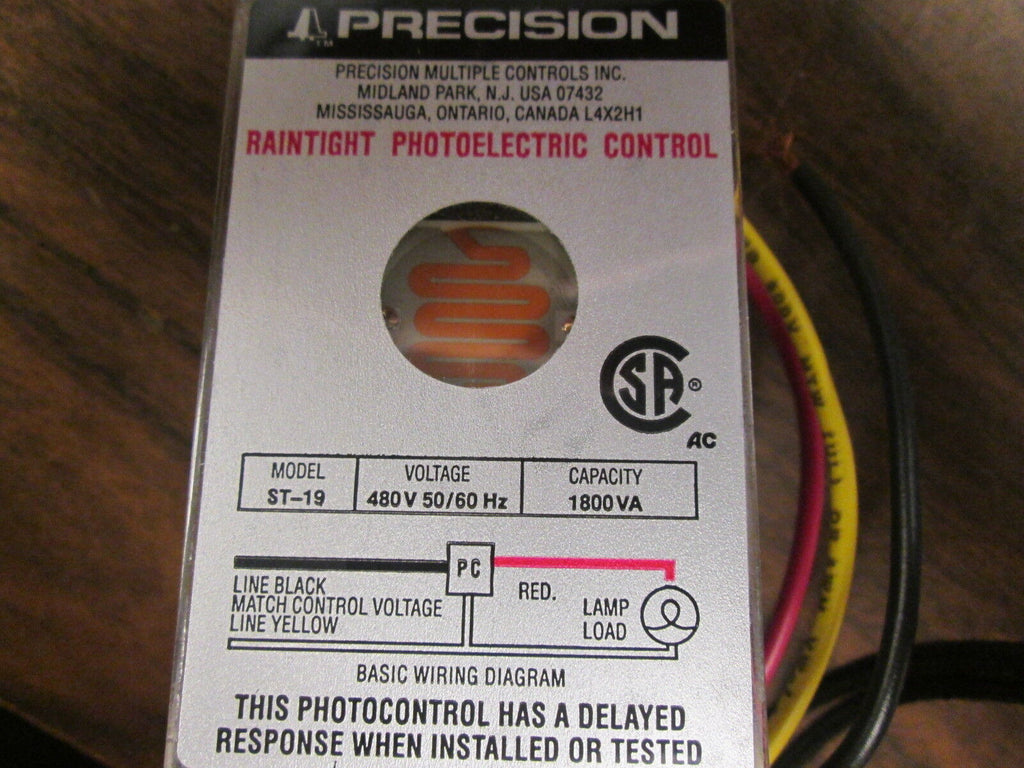 PRECISION
TM
PRECISION MULTIPLE CONTROLS INC.
MIDLAND PARK, N.J. USA 07432
MISSISSAUGA, ONTARIO, CANADA L4X2H1
RAINTIGHT PHOTOELECTRIC CONTROL
CSA ®
AC
MODEL VOLTAGE CAPACITY
ST-19 480V 50/60 Hz 1800VA
PC
LINE BLACK
RED.
MATCH CONTROL VOLTAGE
LAMP
LINE YELLOW
LOAD
BASIC WIRING DIAGRAM
THIS PHOTOCONTROL HAS A DELAYED
RESPONSE WHEN INSTALLED OR TESTED